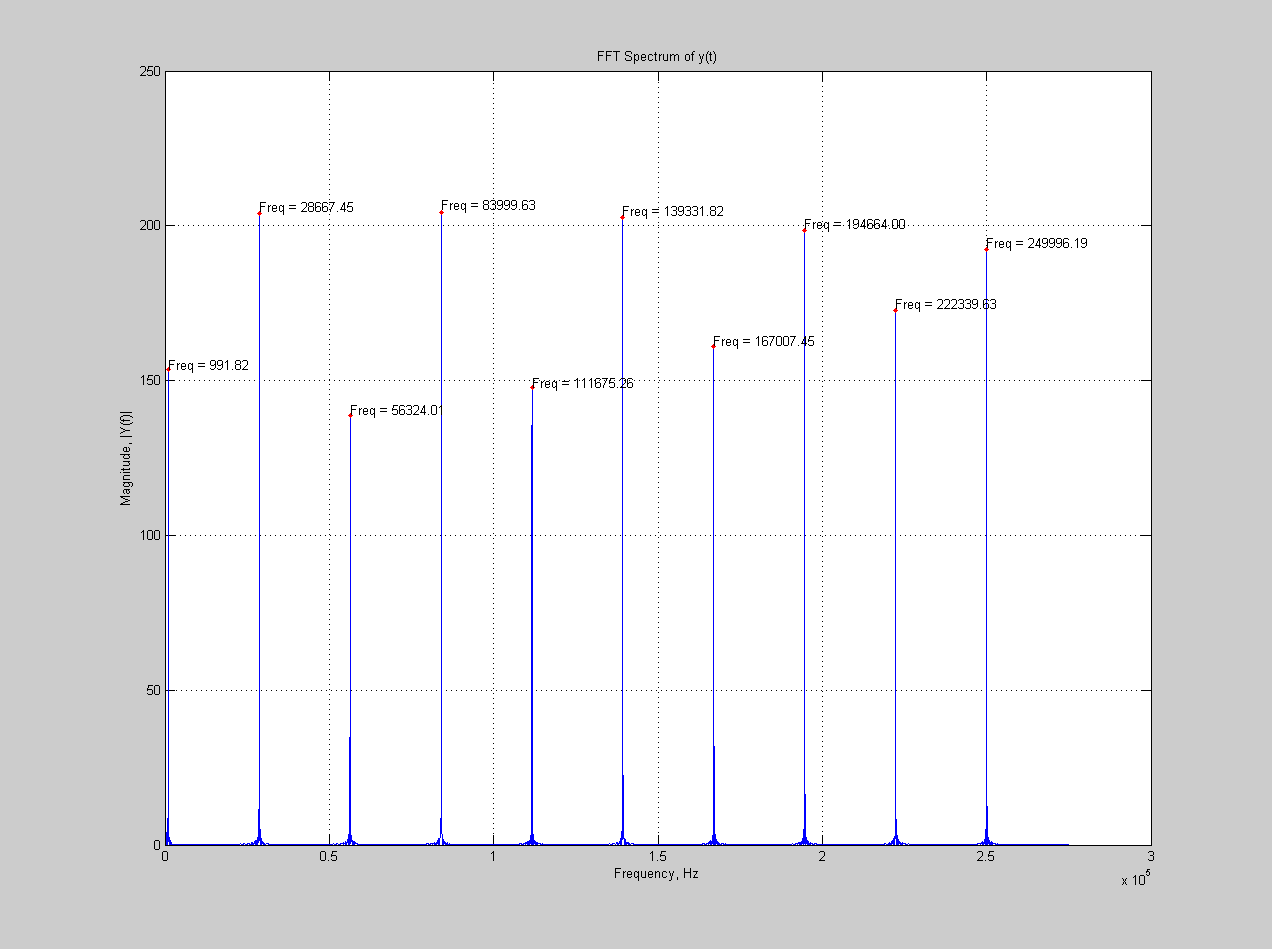 FFT Spectrum of y(t)
250
200
150
100
50
0
Magnitude, |Y(f)|
Freq = 991.82
Freq = 28667.45
Freq = 56324.01
Freq = 83999.63
Freq = 111675.26
Freq = 139331.82
Freq = 167007.45
Freq = 194664.00
Freq = 222339.63
Freq = 249996.19
0 0.5 1 1.5 2 2.5 3
Frequency, Hz
x 10^5